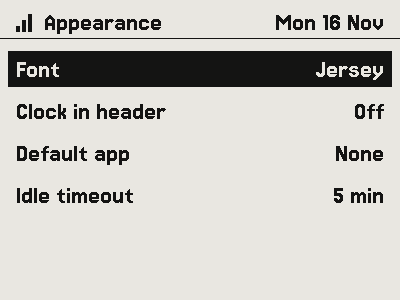 Appearance Mon 16 Nov
Font Jersey
Clock in header Off
Default app None
Idle timeout 5 min